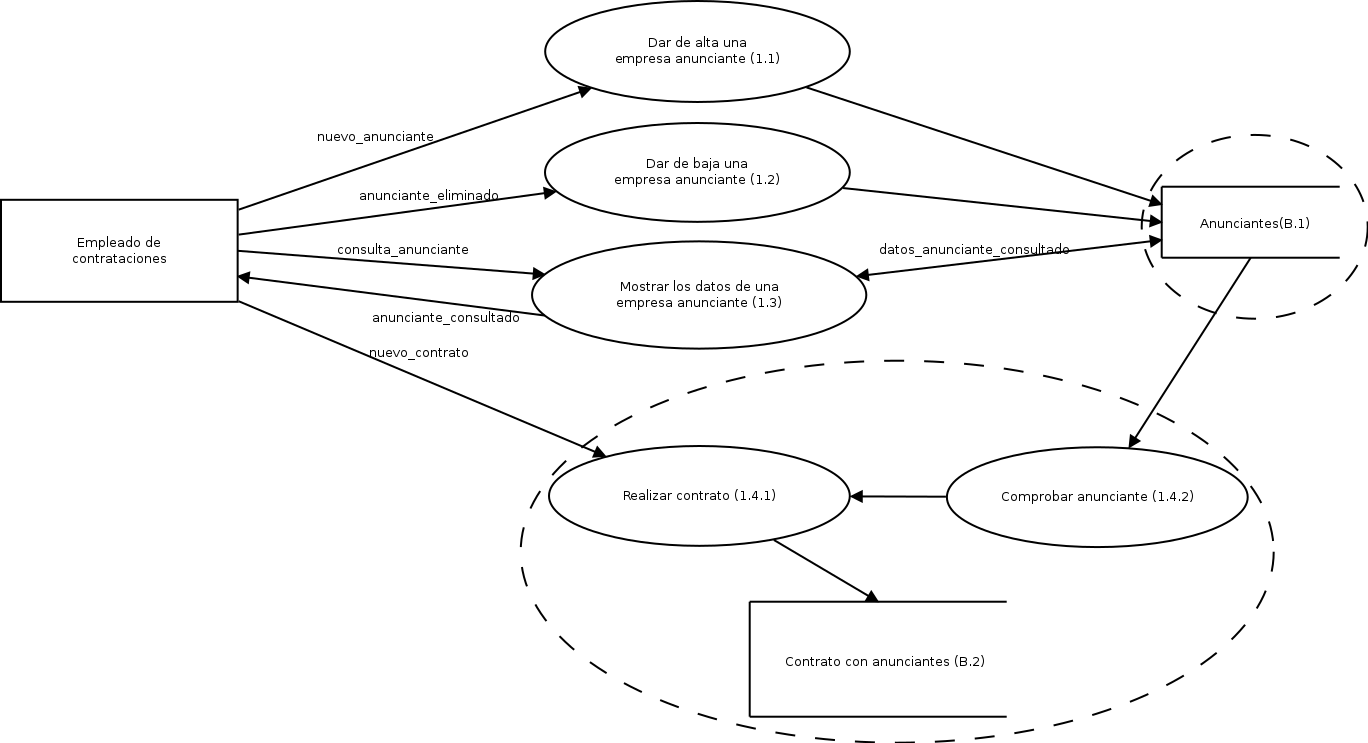 Dar de alta una
empresa anunciante (1.1)
nuevo_anunciante
Dar de baja una
empresa anunciante (1.2)
anunciante_eliminado
Empleado de
contrataciones
consulta_anunciante
datos_anunciante_consultado
Anunciantes(B.1)
Mostrar los datos de una
empresa anunciante (1.3)
anunciante_consultado
nuevo_contrato
Realizar contrato (1.4.1)
Comprobar anunciante (1.4.2)
Contrato con anunciantes (B.2)